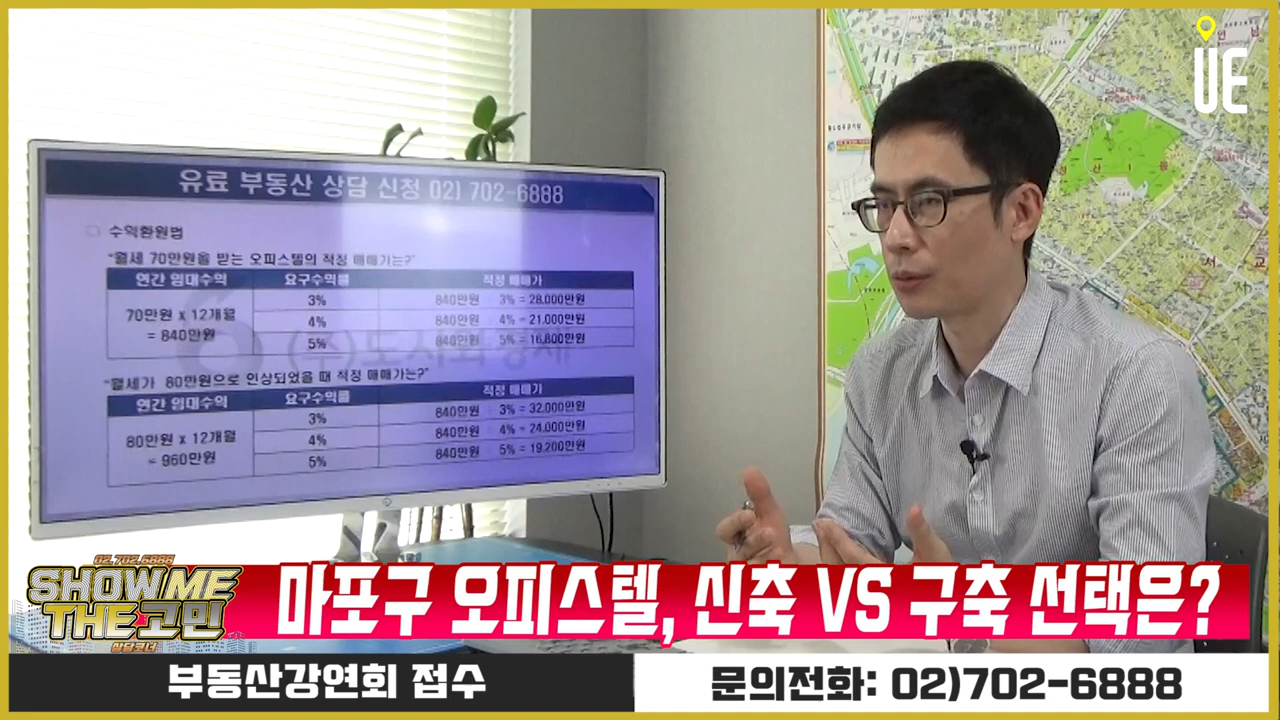 UE
유료 부동산 상담 신청 02) 702-6888
수익환원법
“월세 70만원을 받는 오피스텔의 적정 매매가는?”
연간 임대수익 요구수익률 적정 매매가
70만원 x 12개월
= 840만원
3% 840만원 3% = 28,000만원
4% 840만원 4% = 21,000만원
5% 840만원 5% = 16,800만원
(주)도시와경제
“월세가 80만원으로 인상되었을 때 적정 매매가는?”
연간 임대수익 요구수익률 적정 매매가
80만원 x 12개월
= 960만원
3% 840만원 3% = 32,000만원
4% 840만원 4% = 24,000만원
5% 840만원 5% = 19,200만원
02.702.6888
SHOW ME
THE 고민
상담코너
마포구 오피스텔, 신축 VS 구축 선택은?
부동산강연회 접수
문의전화: 02)702-6888